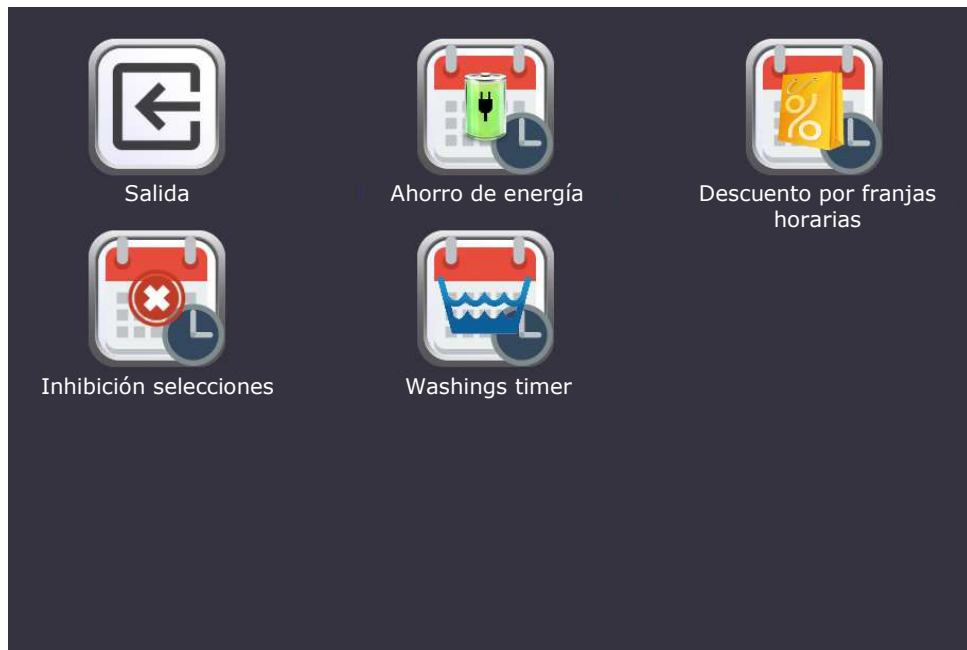 Salida
Ahorro de energía
Descuento por franjas
horarias
Inhibición selecciones
Washings timer